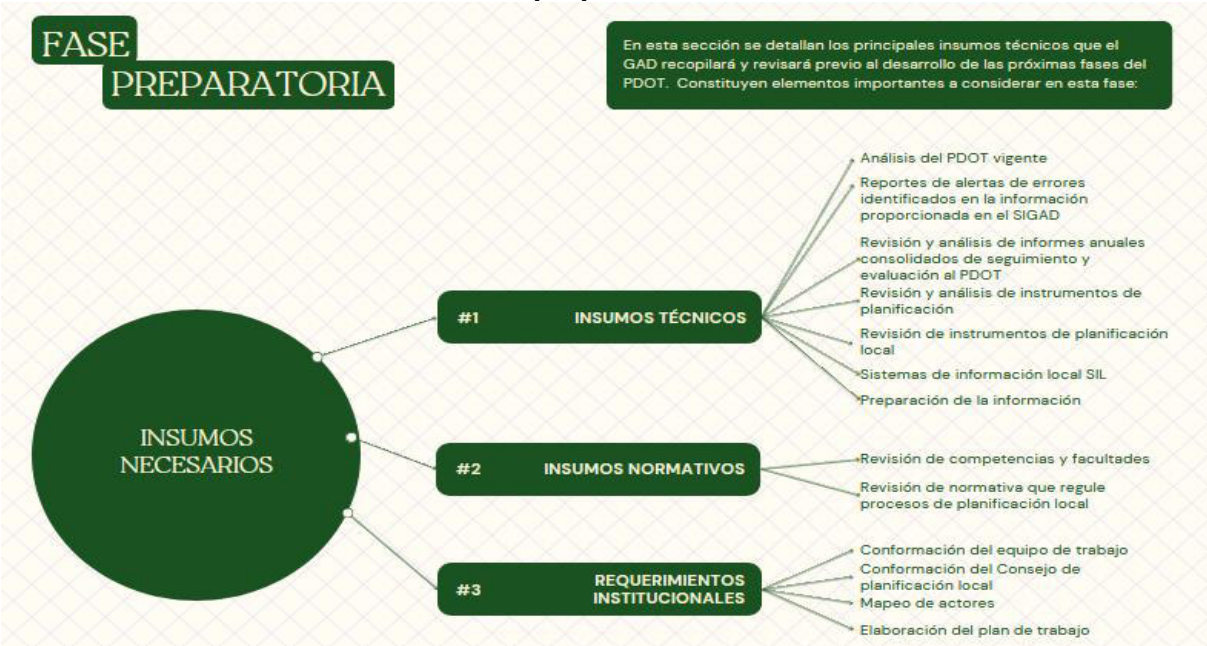 FASE
PREPARATORIA
En esta sección se detallan los principales insumos técnicos que el
GAD recopilará y revisará previo al desarrollo de las próximas fases del
PDOT. Constituyen elementos importantes a considerar en esta fase:
INSUMOS
NECESARIOS
#1 INSUMOS TÉCNICOS
Análisis del PDOT vigente
Reportes de alertas de errores
identificados en la información
proporcionada en el SIGAD
Revisión y análisis de informes anuales
consolidados de seguimiento y
evaluación al PDOT
Revisión y análisis de instrumentos de
planificación
Revisión de instrumentos de planificación
local
Sistemas de información local SIL
Preparación de la información
#2 INSUMOS NORMATIVOS
Revisión de competencias y facultades
Revisión de normativa que regule
procesos de planificación local
#3 REQUERIMIENTOS
INSTITUCIONALES
Conformación del equipo de trabajo
Conformación del Consejo de
planificación local
Mapeo de actores
Elaboración del plan de trabajo